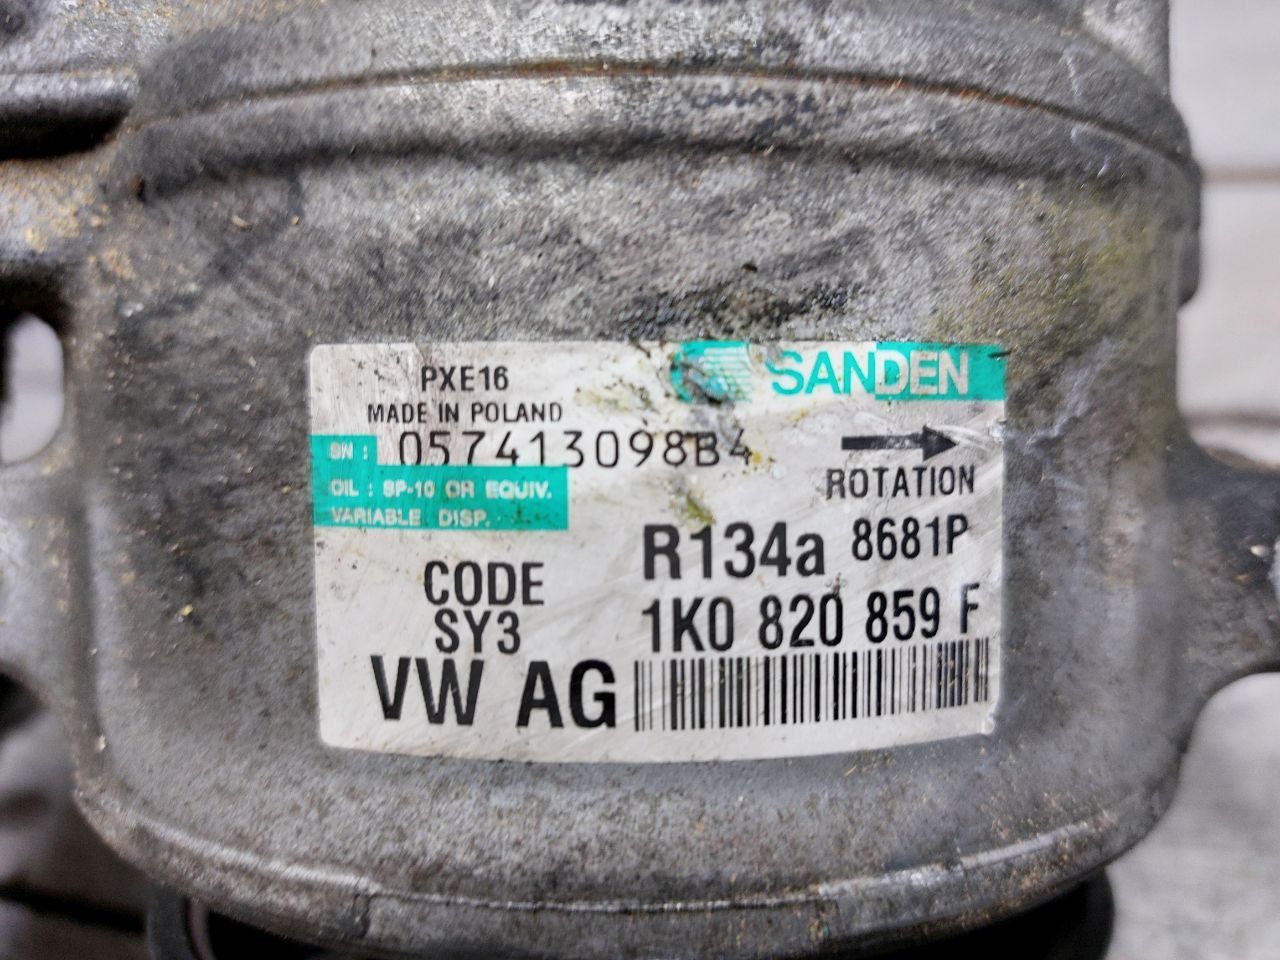 SANDEN
PXE16
MADE IN POLAND
SN : 057413098B4
OIL : SP-10 OR EQUIV.
VARIABLE DISP.
ROTATION
R134a 8681P
CODE
SY3
1K0 820 859 F
VW AG